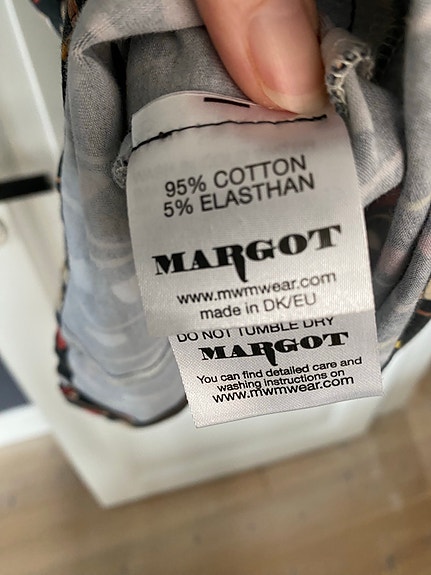 95% COTTON
5% ELASTHAN
MARGOT
www.mwmwear.com
made in DK/EU
DO NOT TUMBLE DRY
MARGOT
You can find detailed care and
washing instructions on
www.mwmwear.com